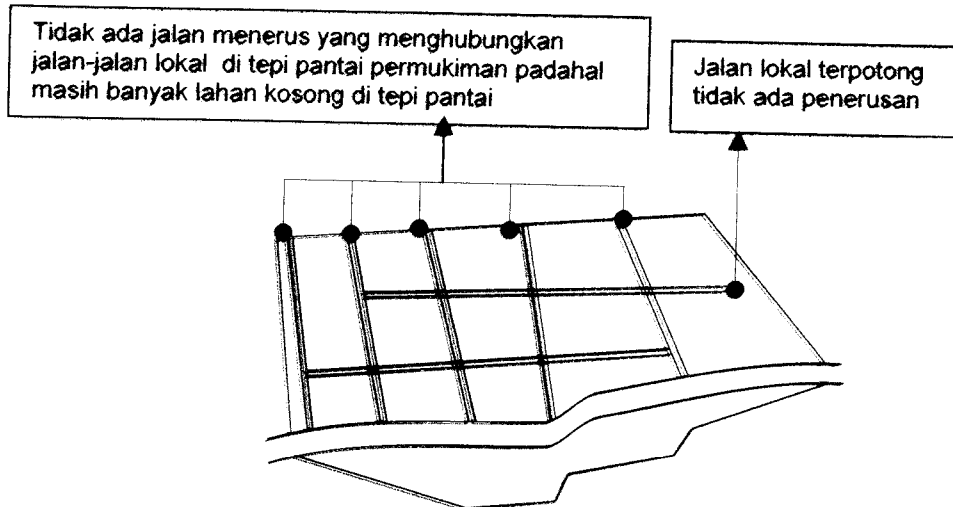 Tidak ada jalan menerus yang menghubungkan
jalan-jalan lokal di tepi pantai permukiman padahal
masih banyak lahan kosong di tepi pantai
Jalan lokal terpotong
tidak ada penerusan